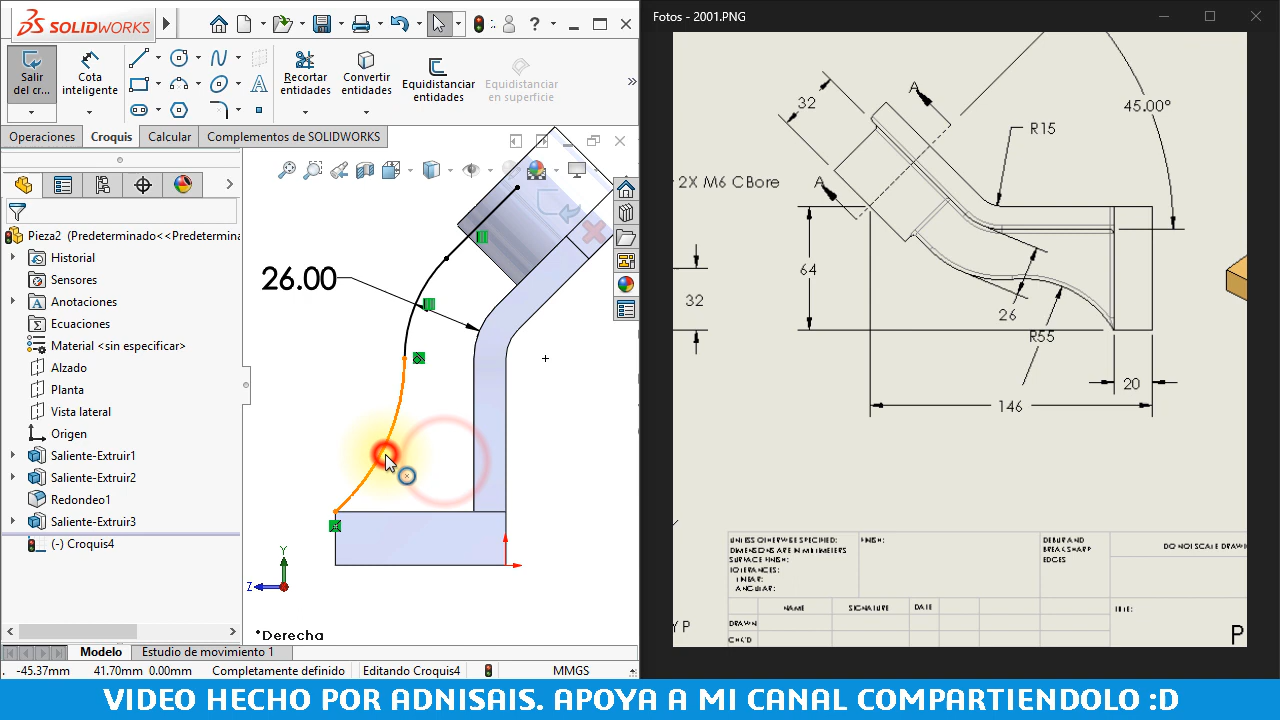 SOLIDWORKS
?
Salir
del cr...
Cota
inteligente
Recortar
entidades
Convertir
entidades
Equidistanciar
entidades
Equidistanciar
en superficie
»
Operaciones
Croquis
Calcular
Complementos de SOLIDWORKS
Pieza2 (Predeterminado<<Predetermina
Historial
Sensores
Anotaciones
Ecuaciones
Material <sin especificar>
Alzado
Planta
Vista lateral
Origen
Saliente-Extruir1
Saliente-Extruir2
Redondeo1
Saliente-Extruir3
(-) Croquis4
26.00
Y
Z
*Derecha
Modelo
Estudio de movimiento 1
-45.37mm
41.70mm
0.00mm
Completamente definido
Editando Croquis4
MMGS
Fotos - 2001.PNG
32
A
45.00°
R15
2X M6 CBore
A
64
32
26
R55
20
146
UNLESS OTHERWISE SPECIFIED:
DIMENSIONS ARE IN MILLIMETERS
SURFACE FINISH:
TOLERANCES:
LINEAR:
ANGULAR:
FINISH:
DEBUR AND
BREAK SHARP
EDGES
DO NOT SCALE DRAWIN
NAME
SIGNATURE
DATE
TITLE:
DRAWN
CHK'D
Y P
P
VIDEO HECHO POR ADNISAIS. APOYA A MI CANAL COMPARTIENDOLO :D